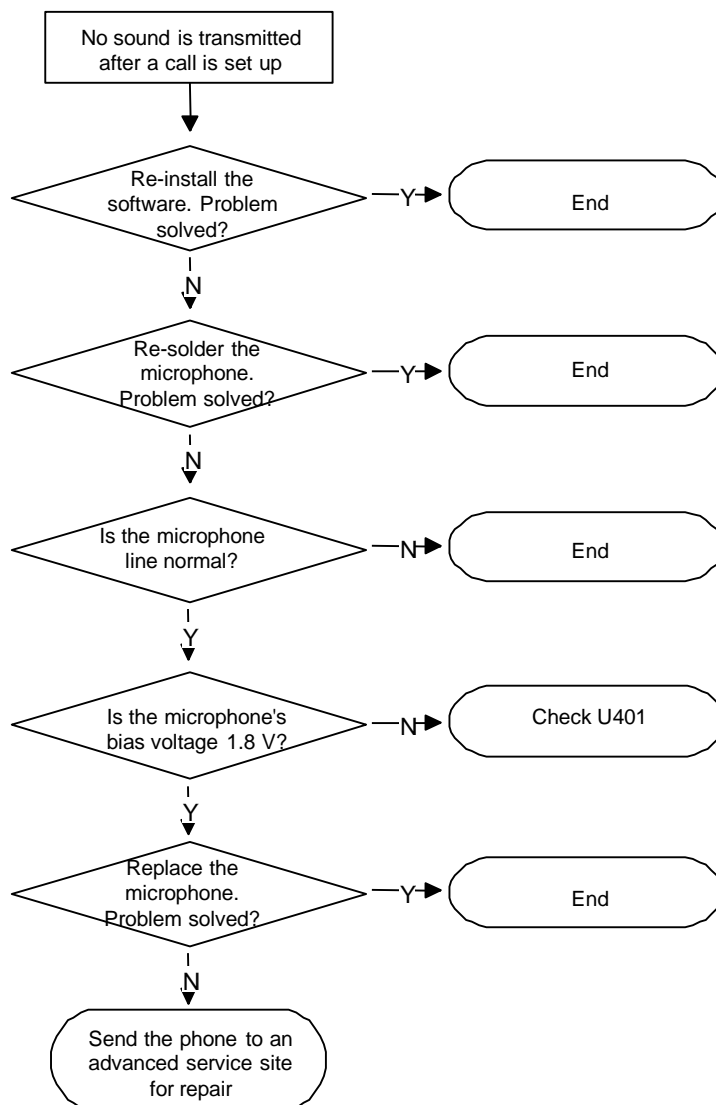 No sound is transmitted
after a call is set up
Re-install the
software. Problem
solved?
Y
End
N
Re-solder the
microphone.
Problem solved?
Y
End
N
Is the microphone
line normal?
N
End
Y
Is the microphone's
bias voltage 1.8 V?
N
Check U401
Y
Replace the
microphone.
Problem solved?
Y
End
N
Send the phone to an
advanced service site
for repair